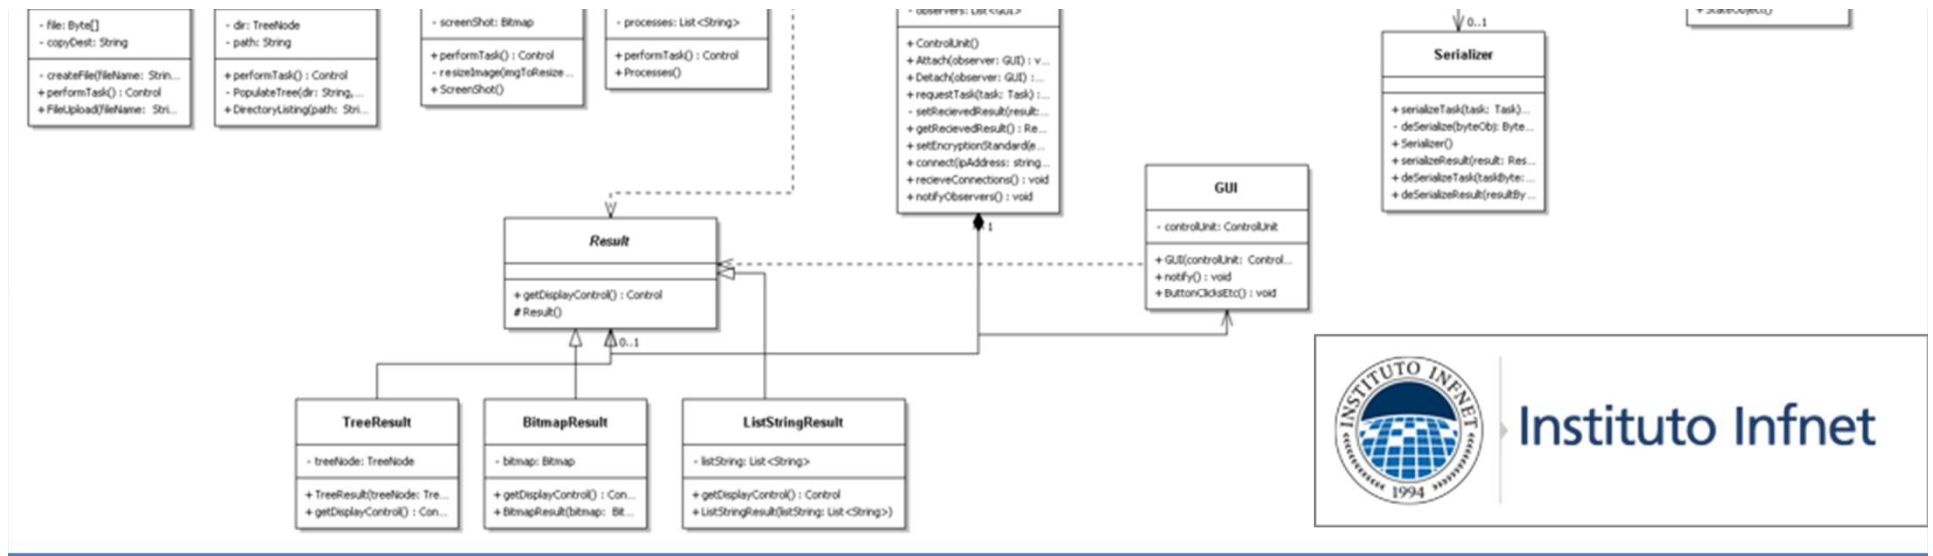 - file: Byte[]
- copyDest: String
- createFile(fileName: Strin...
+ performTask() : Control
+ FileUpload(fileName: Stri...
- dir: TreeNode
- path: String
+ performTask() : Control
- PopulateTree(dir: String,...
+ DirectoryListing(path: Stri...
- screenShot: Bitmap
+ performTask() : Control
- resizeImage(imgToResize...
+ ScreenShot()
- processes: List<String>
+ performTask() : Control
+ Processes()
- observers: List<GUI>
+ ControlUnit()
+ Attach(observer: GUI) : v...
+ Detach(observer: GUI) :...
+ requestTask(task: Task) :...
- setRecievedResult(result:...
+ getRecievedResult() : Re...
+ setEncryptionStandard(e...
+ connect(ipAddress: string...
+ recieveConnections() : void
+ notifyObservers() : void
1
0..1
Serializer
+ serializeTask(task: Task)...
- deSerialize(byteObj: Byte...
+ Serializer()
+ serializeResult(result: Res...
+ deSerializeTask(taskByte:...
+ deSerializeResult(resultBy...
+ StateObject()
GUI
- controlUnit: ControlUnit
+ GUI(controlUnit: Control...
+ notify() : void
+ ButtonClicksEtc() : void
Result
+ getDisplayControl() : Control
# Result()
0..1
TreeResult
- treeNode: TreeNode
+ TreeResult(treeNode: Tre...
+ getDisplayControl() : Con...
BitmapResult
- bitmap: Bitmap
+ getDisplayControl() : Con...
+ BitmapResult(bitmap: Bit...
ListStringResult
- listString: List<String>
+ getDisplayControl() : Control
+ ListStringResult(listString: List<String>)
INSTITUTO INFNET
1994
Instituto Infnet